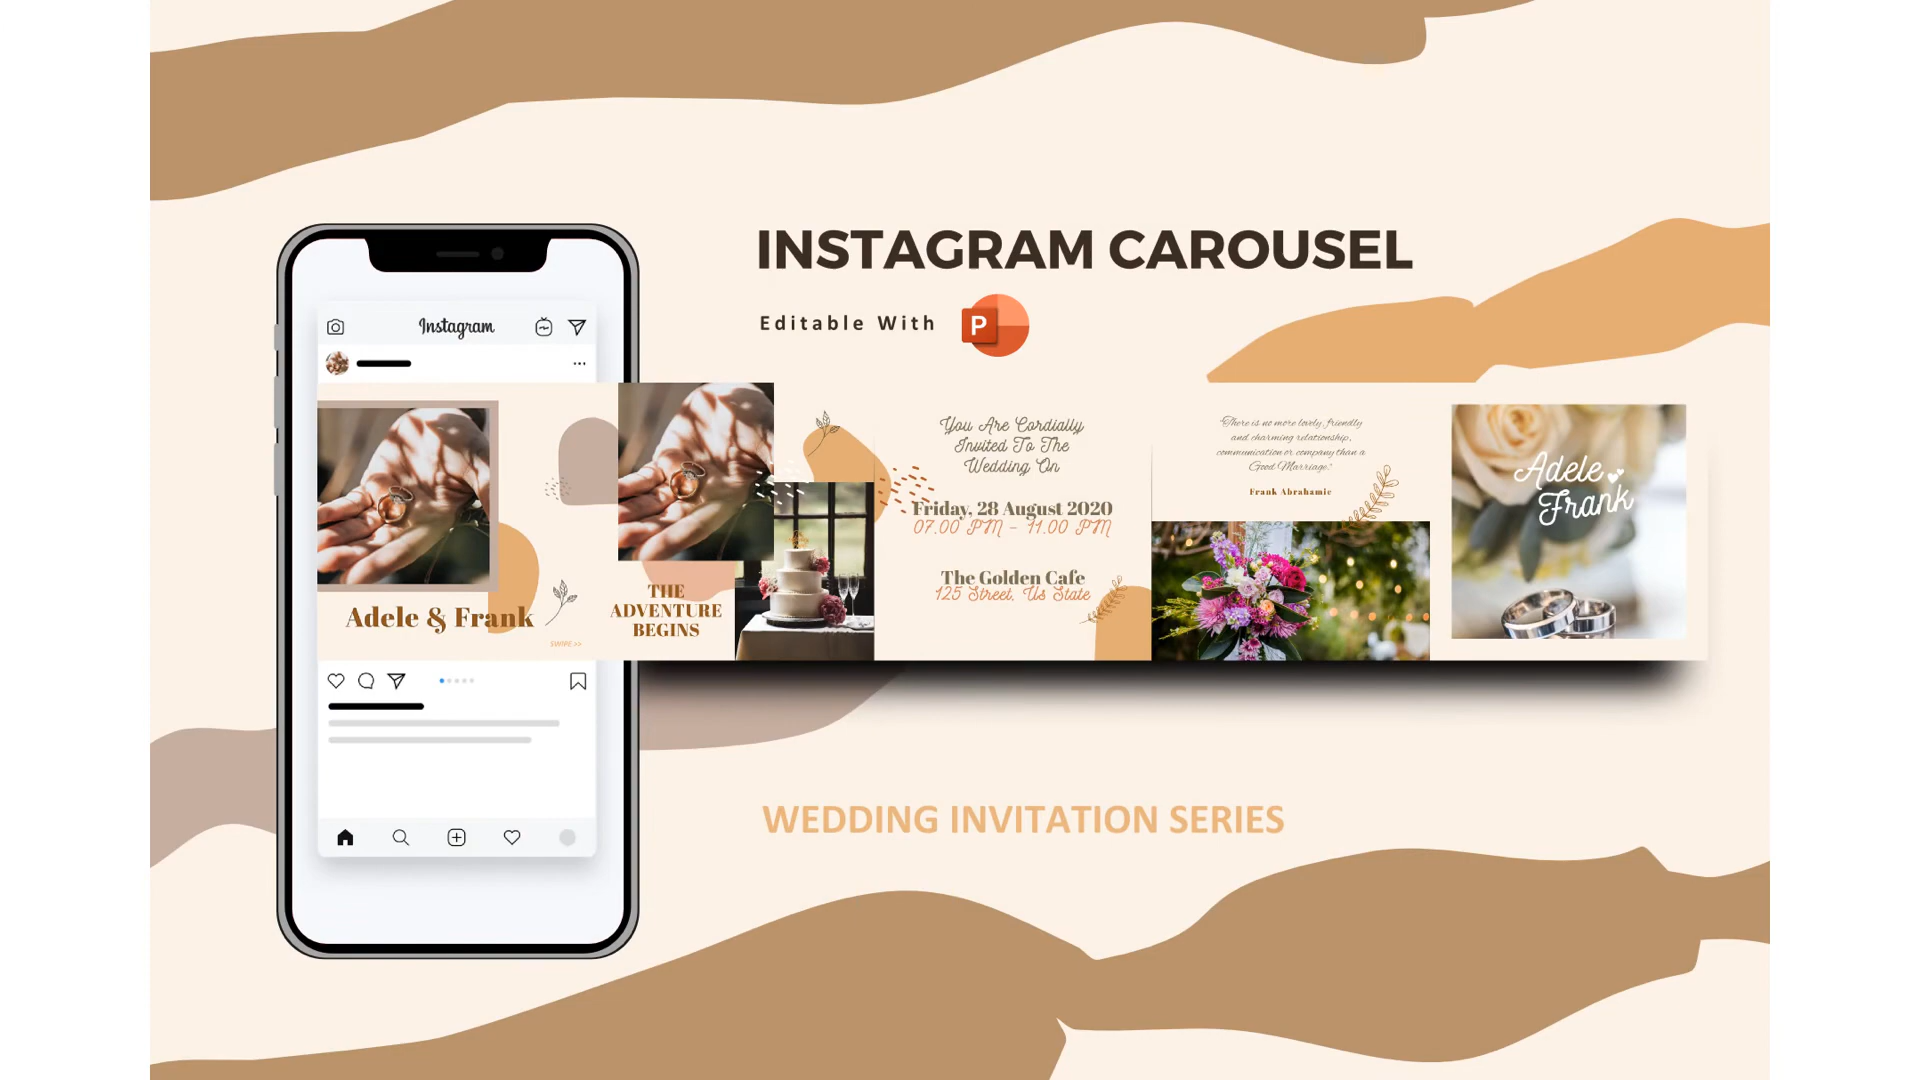 INSTAGRAM CAROUSEL
Editable With
P
Instagram
Adele & Frank
SWIPE >>
THE
ADVENTURE
BEGINS
You Are Cordially
Invited To The
Wedding On
Friday, 28 August 2020
07.00 PM - 11.00 PM
The Golden Cafe
125 Street, Us State
"There is no more lovely, friendly
and charming relationship,
communication or company than a
Good Marriage."
Frank Abrahamic
Adele
Frank
WEDDING INVITATION SERIES